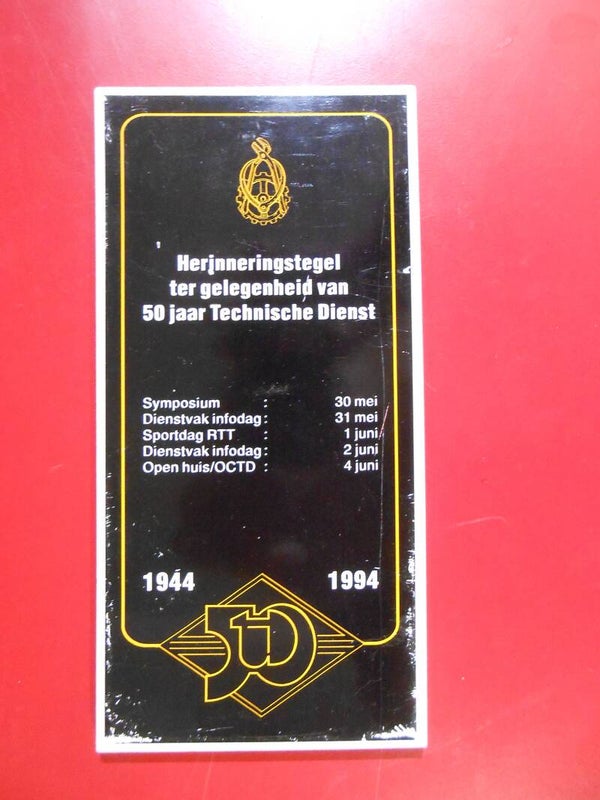 Herinneringstegel
ter gelegenheid van
50 jaar Technische Dienst
Symposium : 30 mei
Dienstvak infodag: 31 mei
Sportdag RTT : 1 juni
Dienstvak infodag: 2 juni
Open huis/OCTD : 4 juni
1944 1994
50